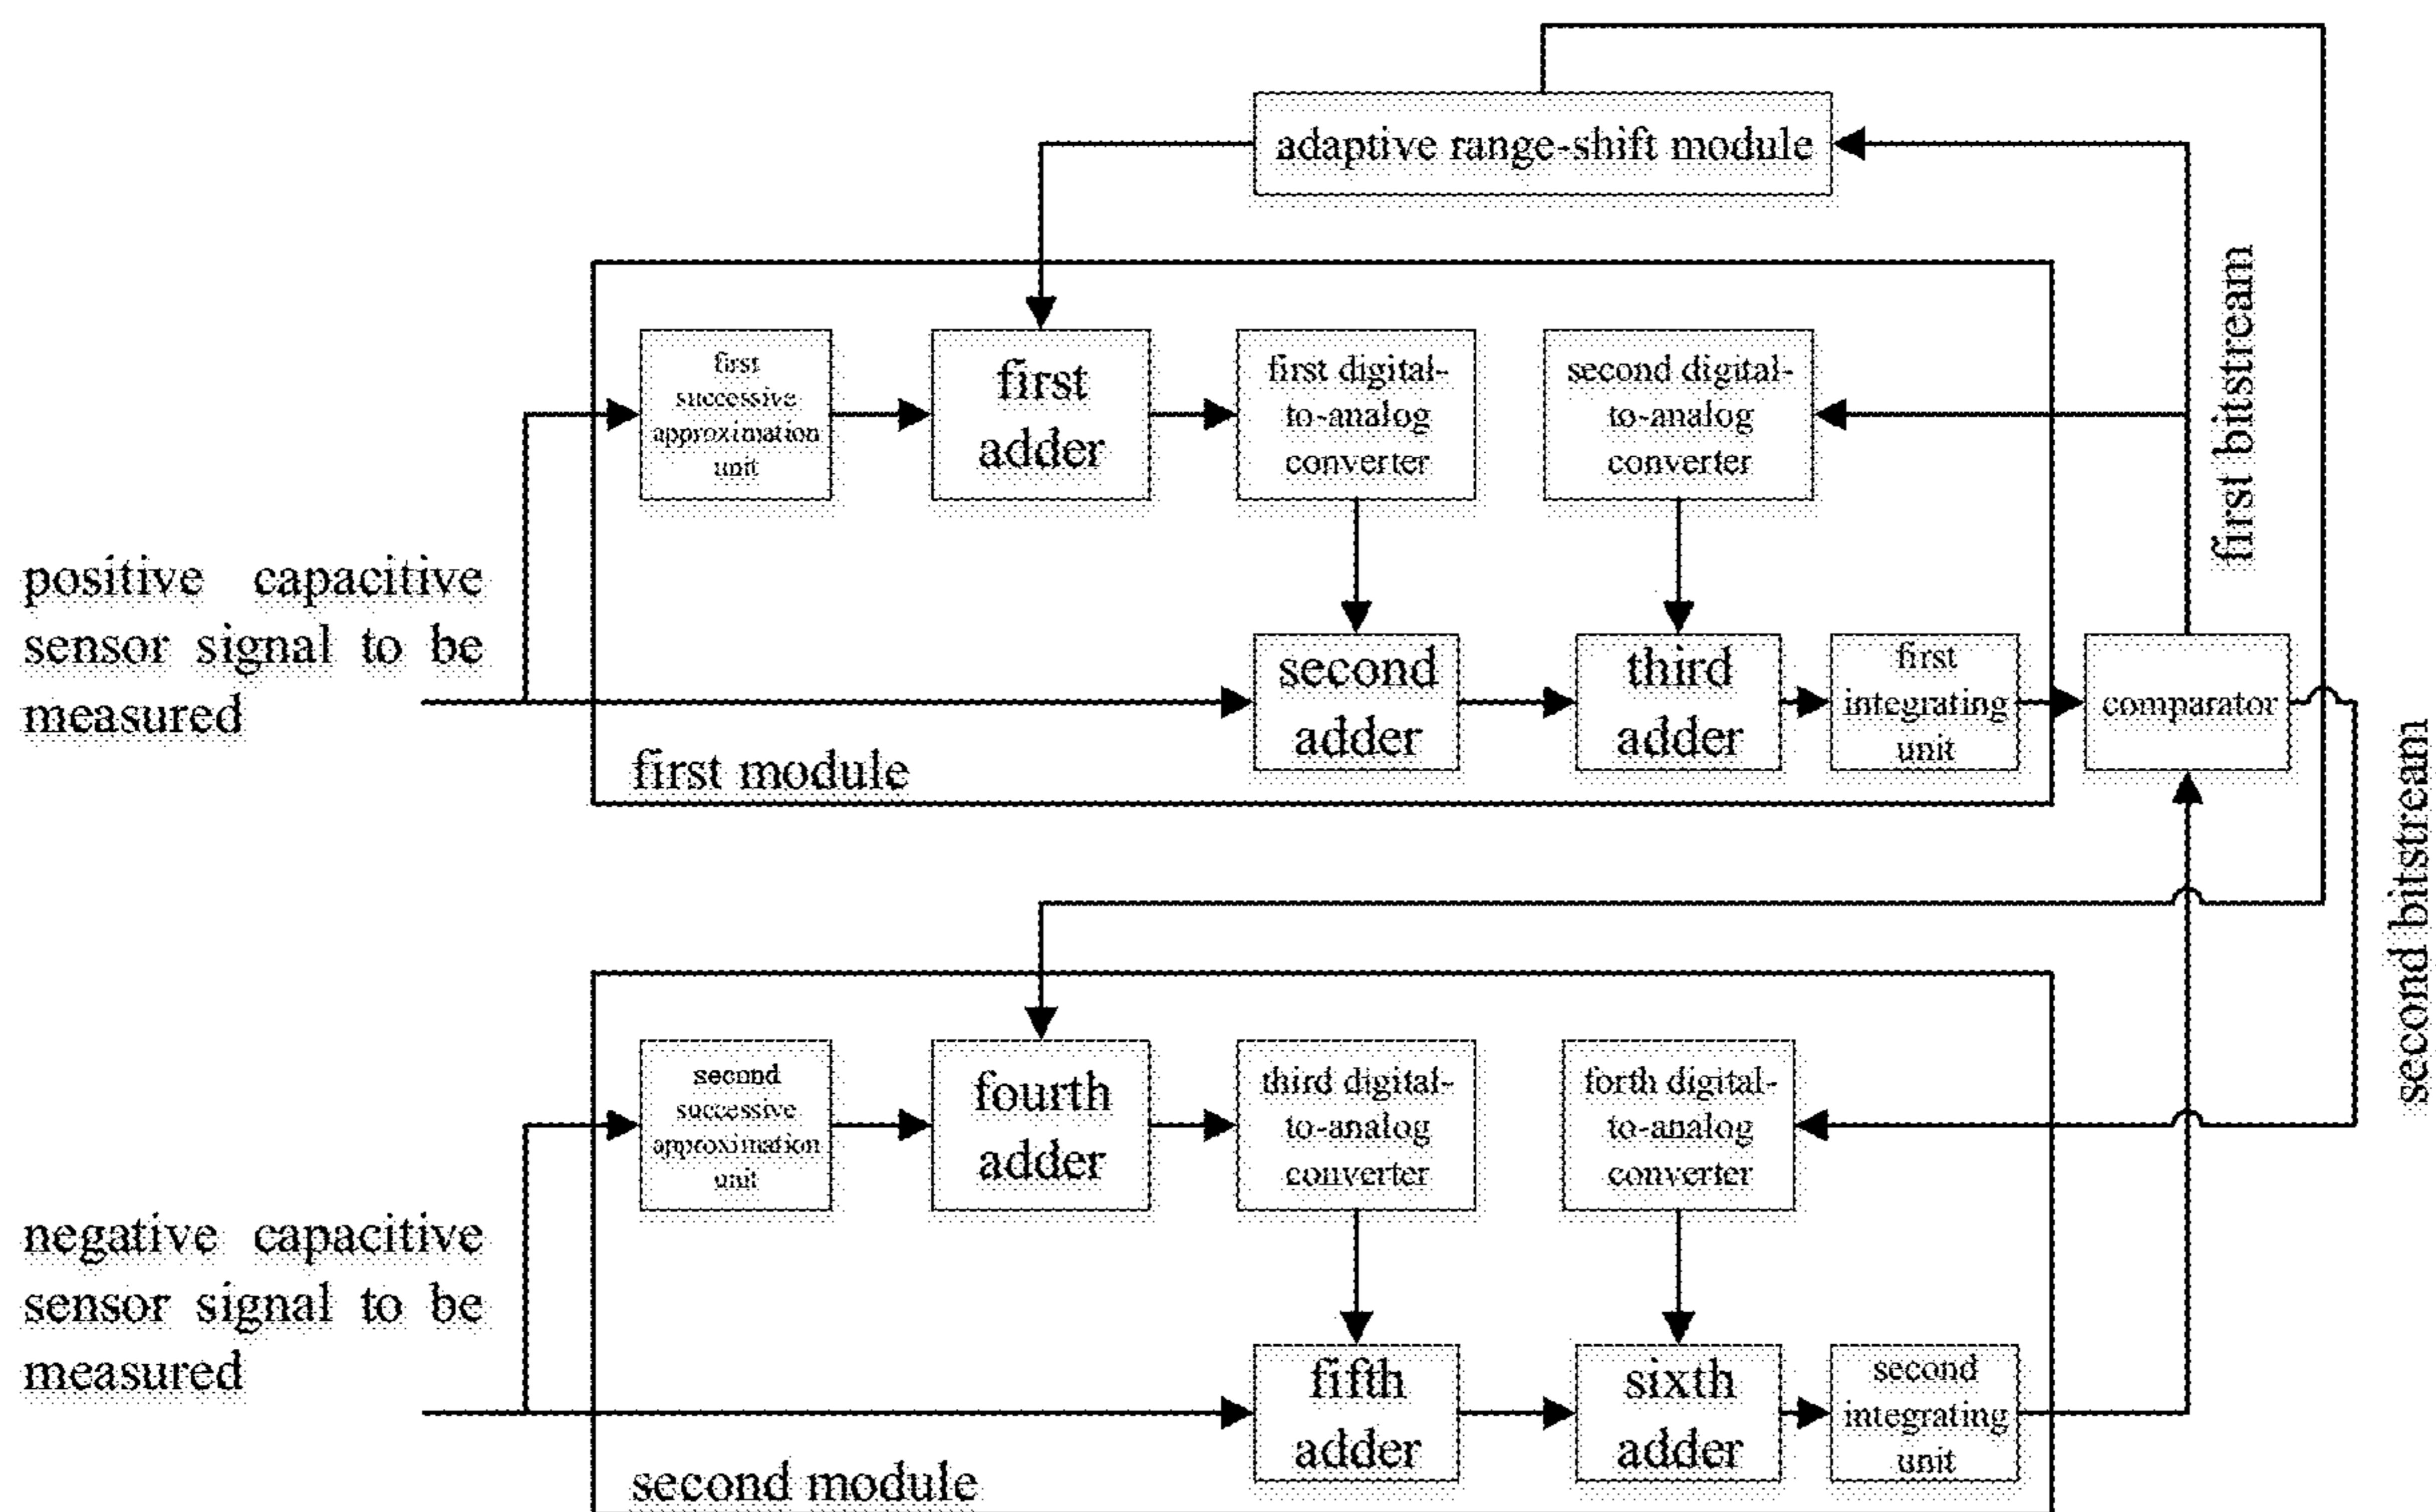 adaptive range-shift module
first
successive
approximation
unit
first
adder
first digital-
to-analog
converter
second digital-
to-analog
converter
first bitstream
positive capacitive
sensor signal to be
measured
second
adder
third
adder
first
integrating
unit
comparator
first module
second bitstream
second
successive
approximation
unit
fourth
adder
third digital-
to-analog
converter
forth digital-
to-analog
converter
negative capacitive
sensor signal to be
measured
fifth
adder
sixth
adder
second
integrating
unit
second module